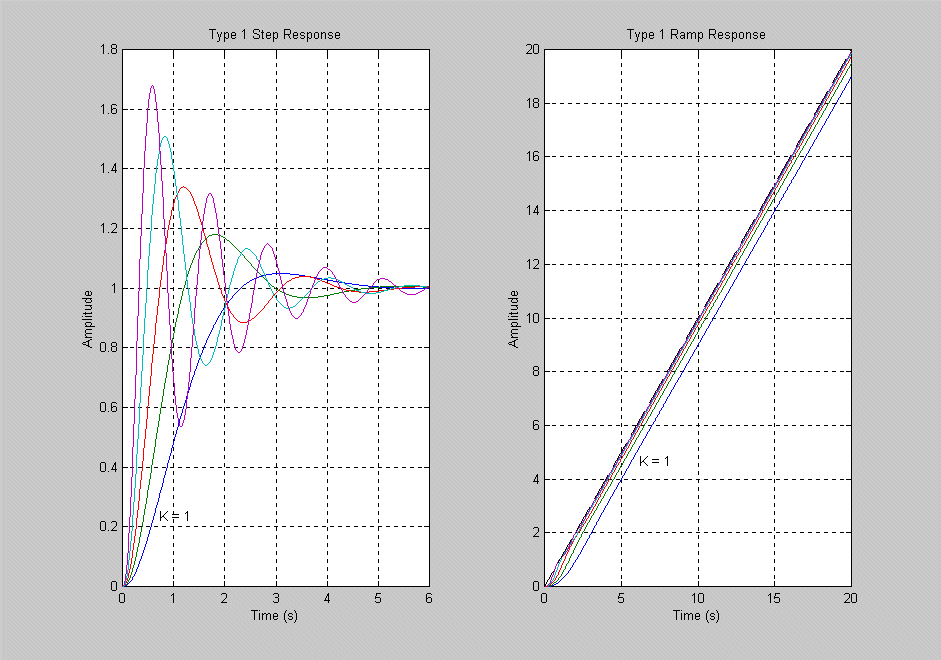 Type 1 Step Response
Type 1 Ramp Response
1.8
1.6
1.4
1.2
1
0.8
0.6
0.4
0.2
0
Amplitude
K = 1
0 1 2 3 4 5 6
Time (s)
20
18
16
14
12
10
8
6
4
2
0
Amplitude
K = 1
0 5 10 15 20
Time (s)